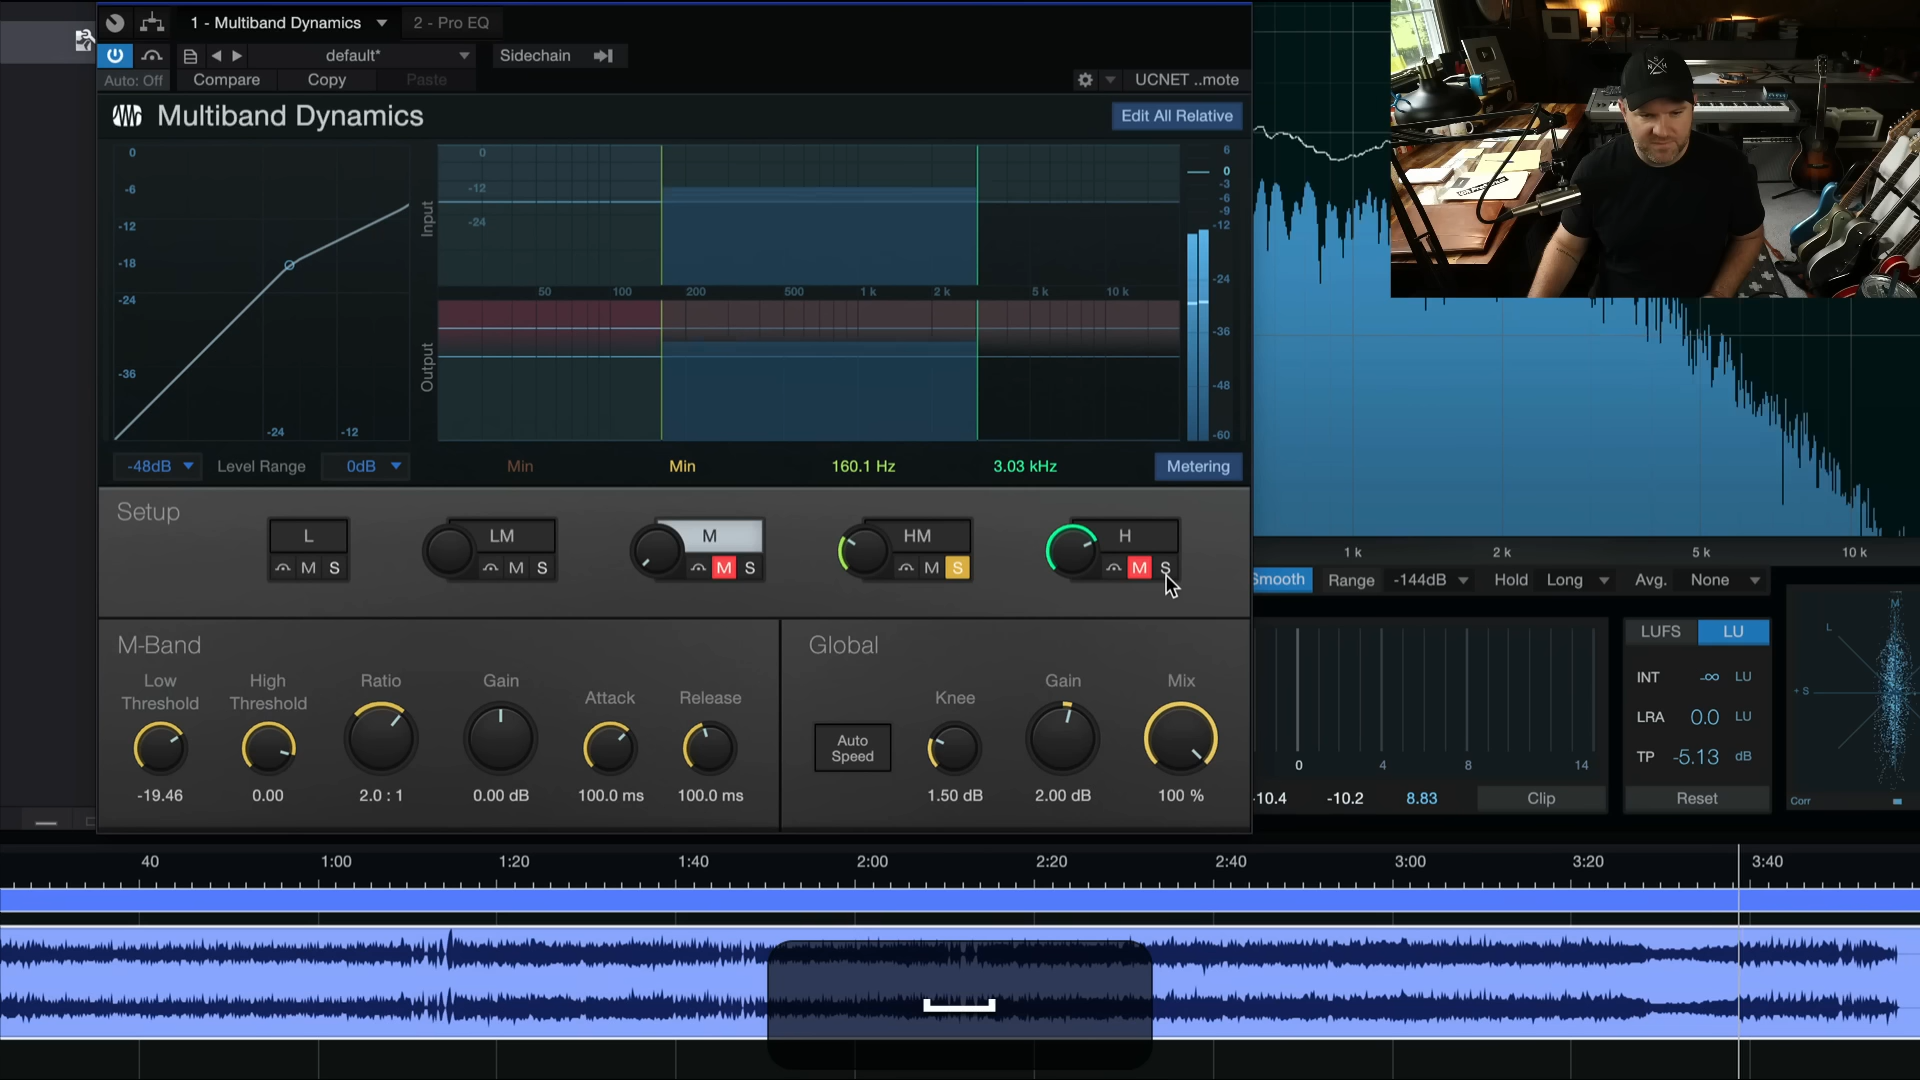 1 - Multiband Dynamics
2 - Pro EQ
default*
Sidechain
Auto: Off
Compare
Copy
Paste
UCNET ..mote
Multiband Dynamics
Edit All Relative
0
-6
-12
-18
-24
-36
-24
-12
Input
0
-12
-24
50
100
200
500
1 k
2 k
5 k
10 k
Output
6
0
-3
-6
-9
-12
-24
-36
-48
-60
-48dB
Level Range
0dB
Min
Min
160.1 Hz
3.03 kHz
Metering
Setup
L
M S
LM
M S
M
M S
HM
M S
H
M S
M-Band
Low Threshold
High Threshold
Ratio
Gain
Attack
Release
-19.46
0.00
2.0 : 1
0.00 dB
100.0 ms
100.0 ms
Global
Auto Speed
Knee
Gain
Mix
1.50 dB
2.00 dB
100 %
1 k
2 k
5 k
10 k
Smooth
Range
-144dB
Hold
Long
Avg.
None
0
4
8
14
-10.4
-10.2
8.83
Clip
LUFS
LU
INT
-∞
LU
LRA
0.0
LU
TP
-5.13
dB
Reset
M
L
+ S
Corr
40
1:00
1:20
1:40
2:00
2:20
2:40
3:00
3:20
3:40